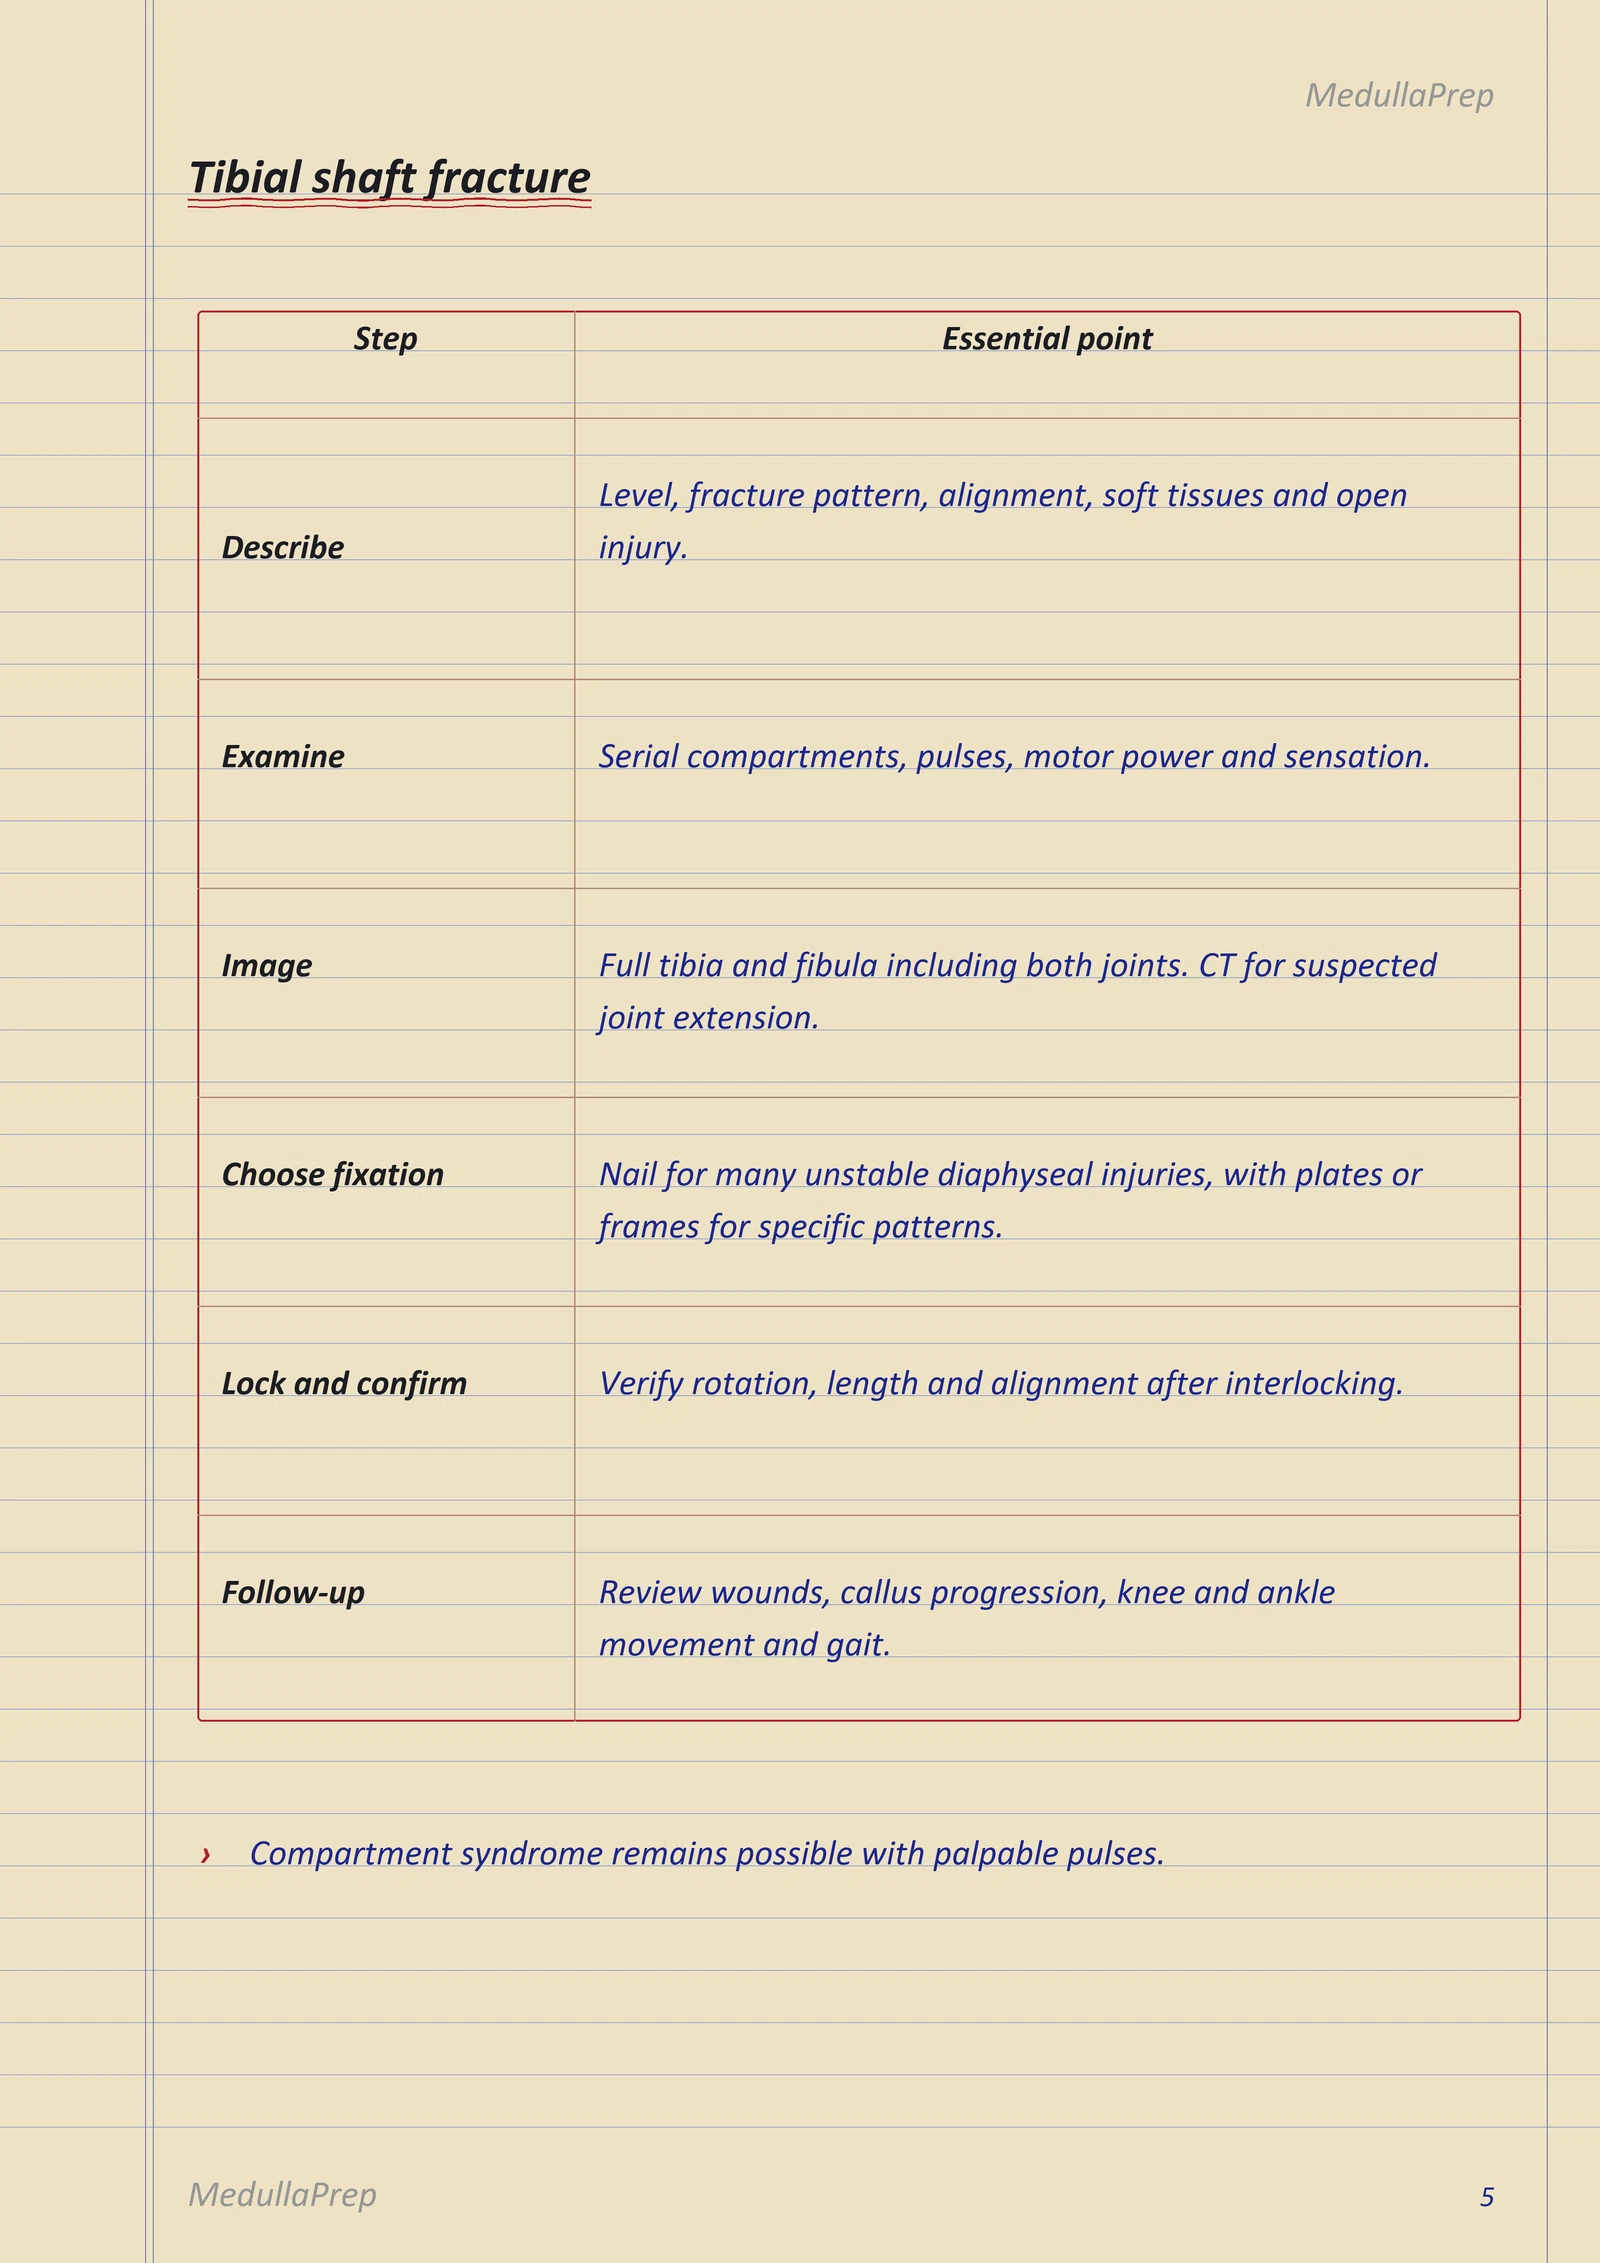 MedullaPrep
Tibial shaft fracture
Step
Essential point
Describe
Level, fracture pattern, alignment, soft tissues and open
injury.
Examine
Serial compartments, pulses, motor power and sensation.
Image
Full tibia and fibula including both joints. CT for suspected
joint extension.
Choose fixation
Nail for many unstable diaphyseal injuries, with plates or
frames for specific patterns.
Lock and confirm
Verify rotation, length and alignment after interlocking.
Follow-up
Review wounds, callus progression, knee and ankle
movement and gait.
› Compartment syndrome remains possible with palpable pulses.
MedullaPrep
5